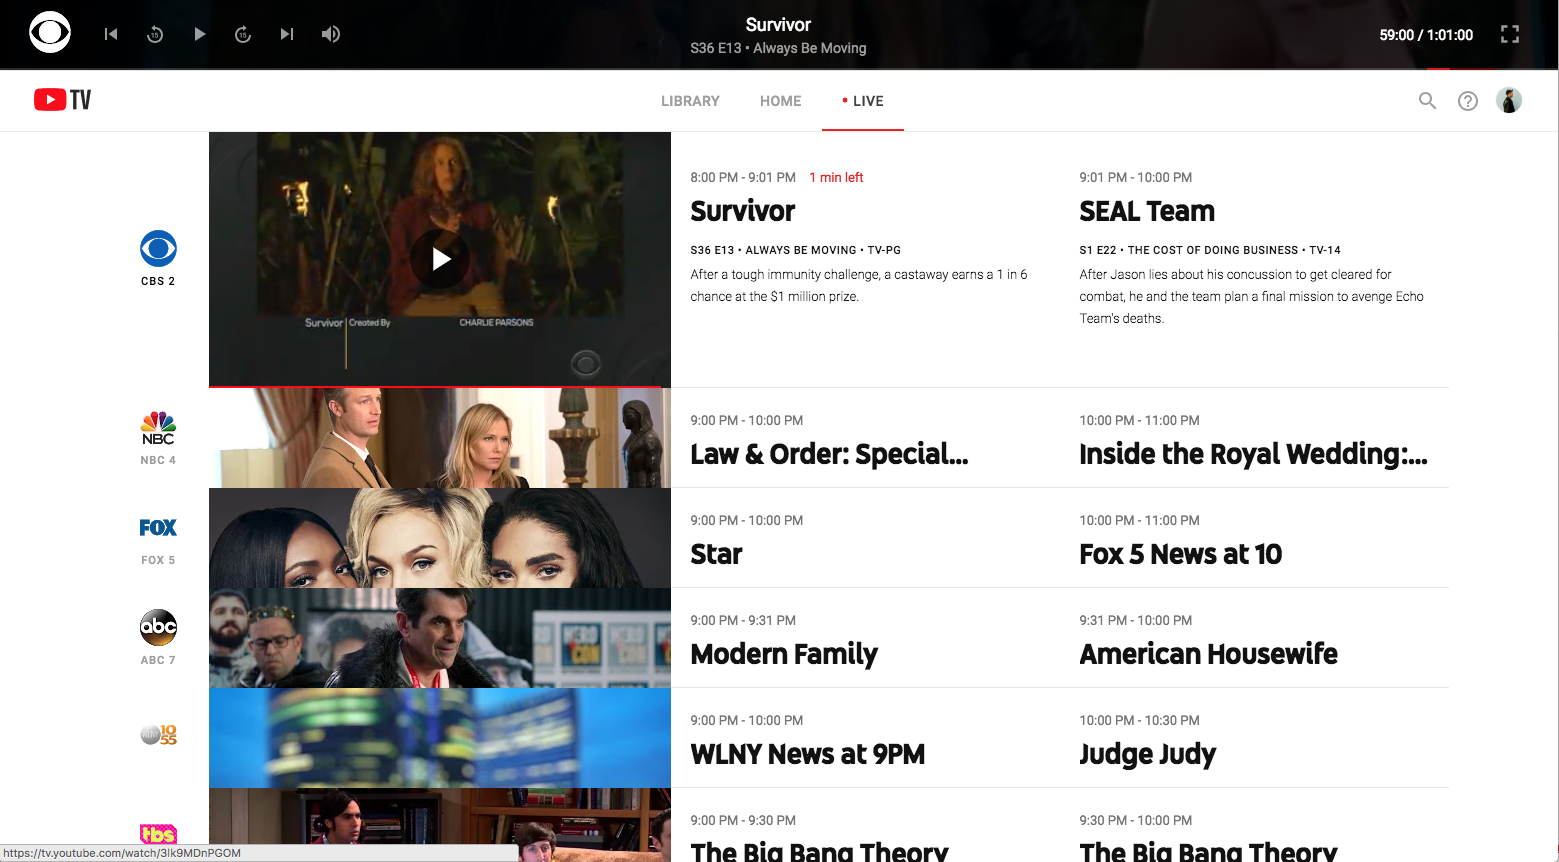 15
15
Survivor
S36 E13 • Always Be Moving
59:00 / 1:01:00
TV
LIBRARY
HOME
• LIVE
CBS 2
Survivor
Created By
CHARLIE PARSONS
8:00 PM - 9:01 PM 1 min left
Survivor
S36 E13 • ALWAYS BE MOVING • TV-PG
After a tough immunity challenge, a castaway earns a 1 in 6
chance at the $1 million prize.
9:01 PM - 10:00 PM
SEAL Team
S1 E22 • THE COST OF DOING BUSINESS • TV-14
After Jason lies about his concussion to get cleared for
combat, he and the team plan a final mission to avenge Echo
Team's deaths.
NBC
NBC 4
9:00 PM - 10:00 PM
Law & Order: Special...
10:00 PM - 11:00 PM
Inside the Royal Wedding:...
FOX
FOX 5
9:00 PM - 10:00 PM
Star
10:00 PM - 11:00 PM
Fox 5 News at 10
abc
ABC 7
9:00 PM - 9:31 PM
Modern Family
9:31 PM - 10:00 PM
American Housewife
WLNY 10
55
9:00 PM - 10:00 PM
WLNY News at 9PM
10:00 PM - 10:30 PM
Judge Judy
tbs
9:00 PM - 9:30 PM
The Big Bang Theory
9:30 PM - 10:00 PM
The Big Bang Theory
https://tv.youtube.com/watch/3Ik9MDnPGOM